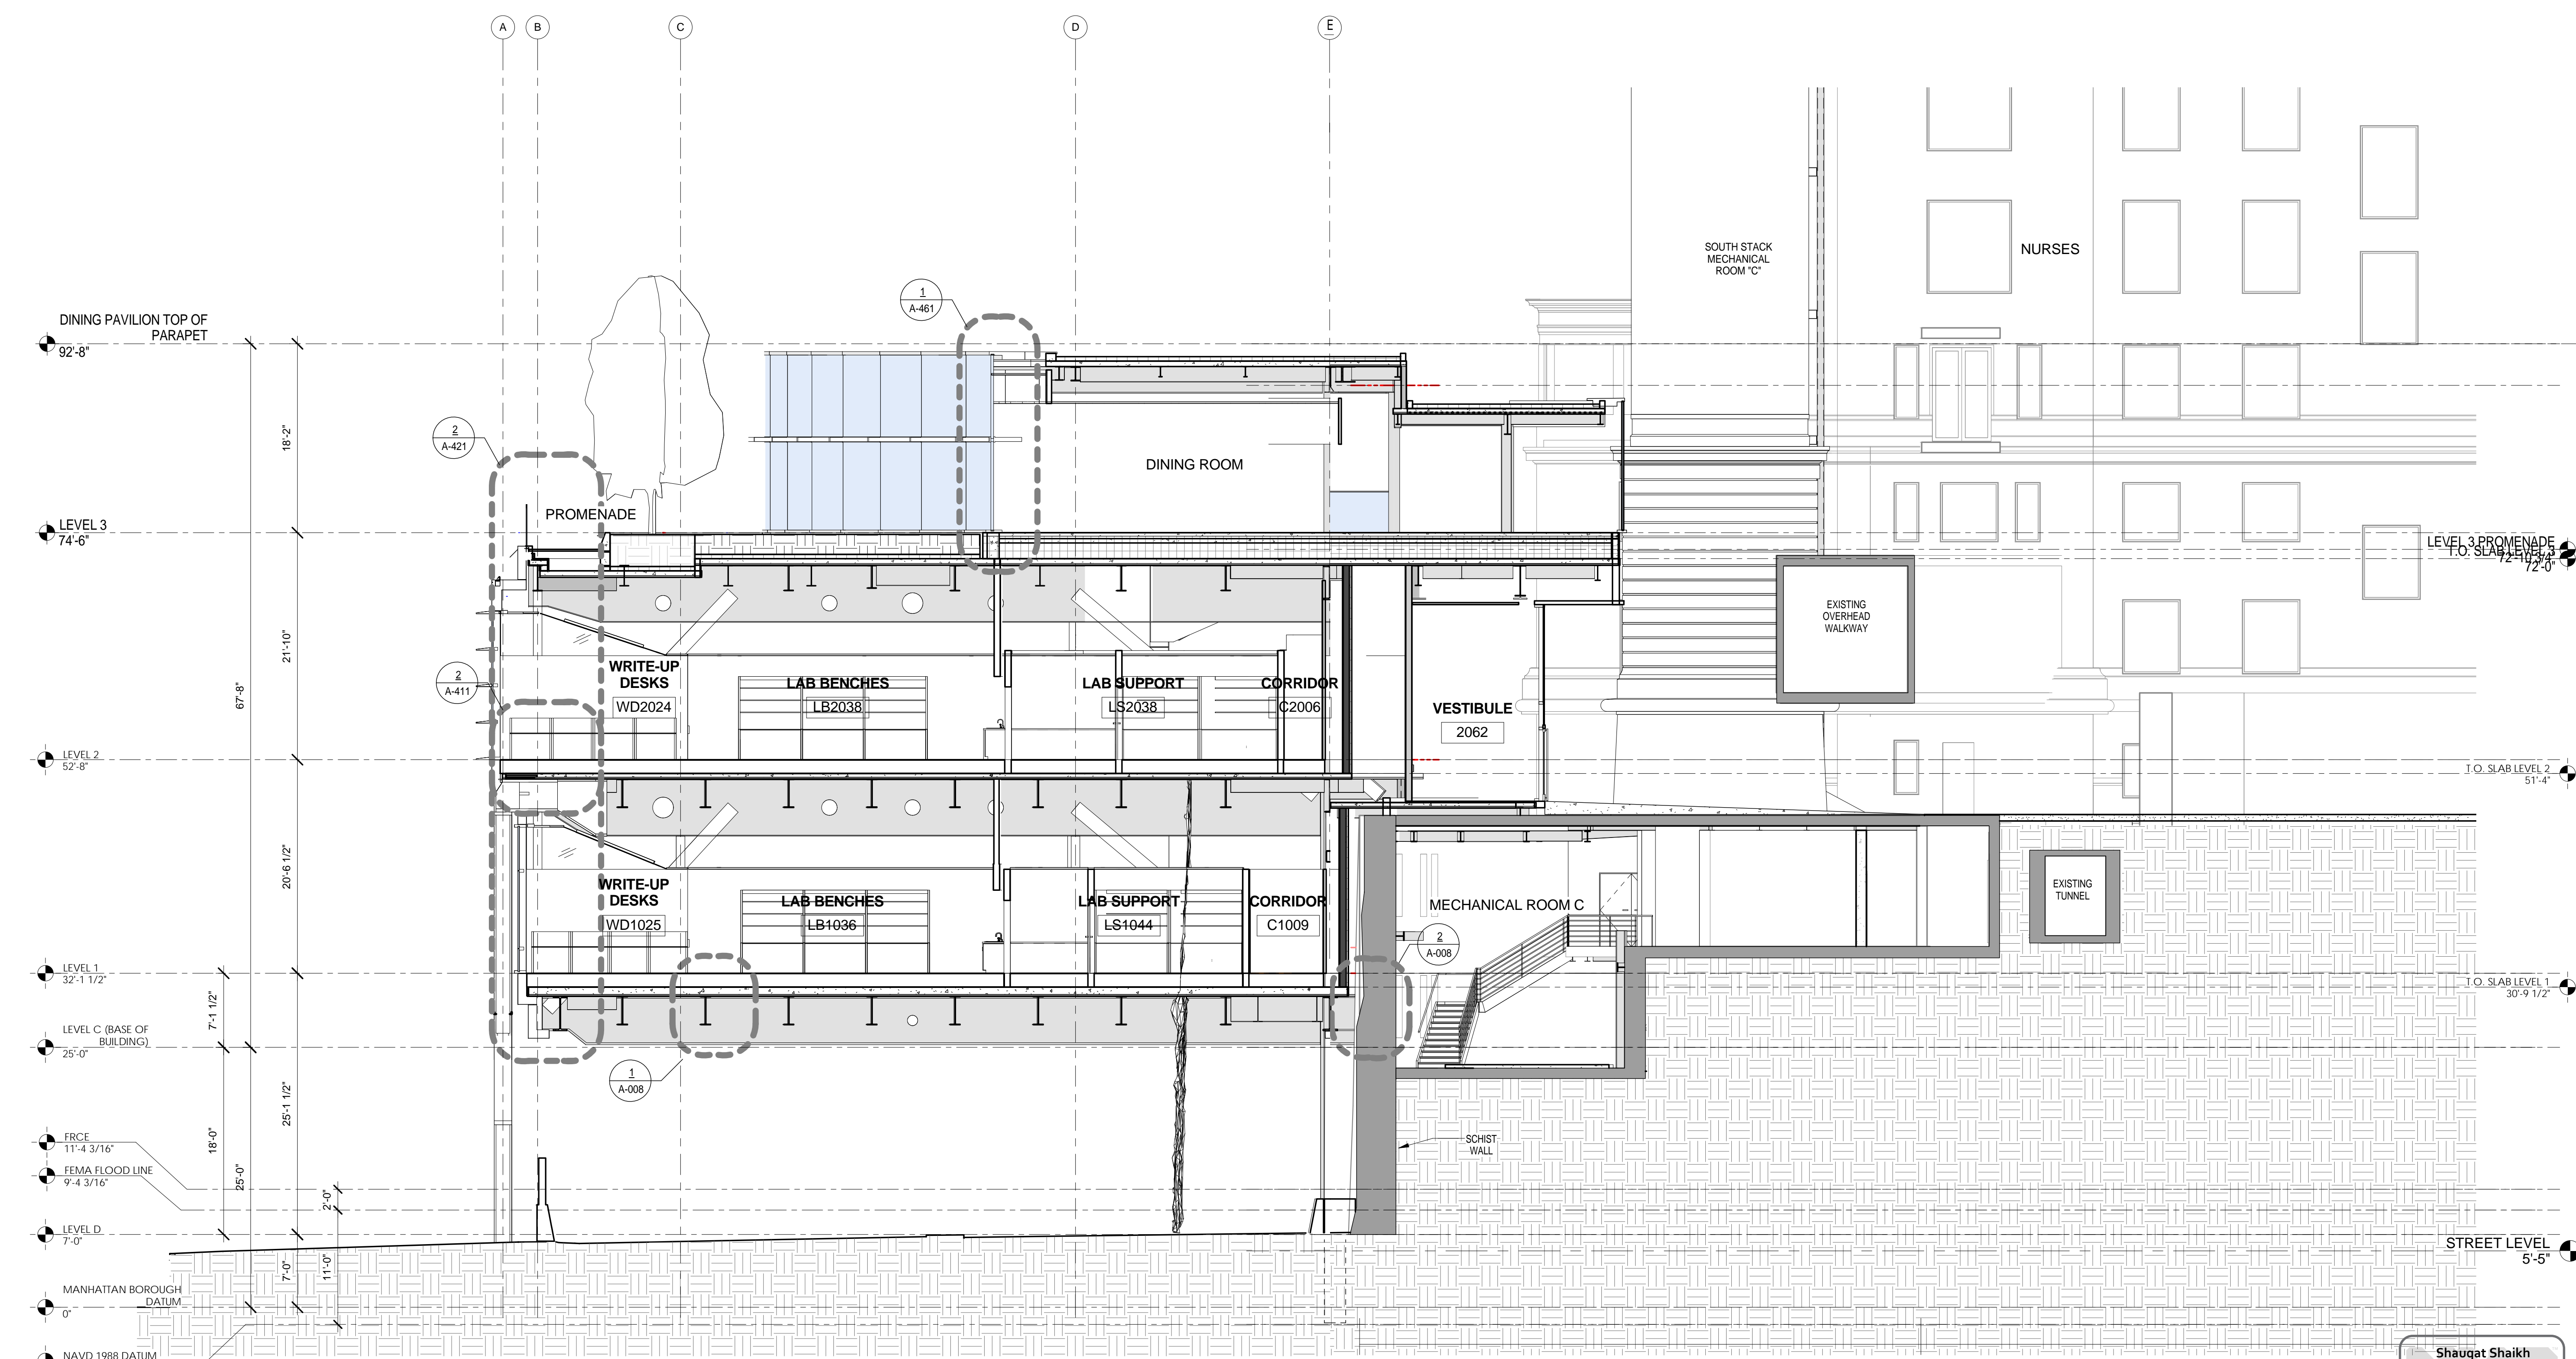 A
B
C
D
E
DINING PAVILION TOP OF
PARAPET
92'-8"
1
A-461
SOUTH STACK
MECHANICAL
ROOM "C"
NURSES
18'-2"
2
A-421
DINING ROOM
PROMENADE
LEVEL 3
74'-6"
LEVEL 3 PROMENADE
72'-10 3/4"
T.O. SLAB LEVEL 3
72'-0"
EXISTING
OVERHEAD
WALKWAY
21'-10"
67'-8"
2
A-411
WRITE-UP
DESKS
WD2024
LAB BENCHES
LB2038
LAB SUPPORT
LS2038
CORRIDOR
C2006
VESTIBULE
2062
LEVEL 2
52'-8"
T.O. SLAB LEVEL 2
51'-4"
20'-6 1/2"
WRITE-UP
DESKS
WD1025
LAB BENCHES
LB1036
LAB SUPPORT
LS1044
CORRIDOR
C1009
MECHANICAL ROOM C
EXISTING
TUNNEL
2
A-008
LEVEL 1
32'-1 1/2"
T.O. SLAB LEVEL 1
30'-9 1/2"
7'-1 1/2"
LEVEL C (BASE OF
BUILDING)
25'-0"
1
A-008
25'-1 1/2"
18'-0"
25'-0"
FRCE
11'-4 3/16"
FEMA FLOOD LINE
9'-4 3/16"
SCHIST
WALL
2'-0"
LEVEL D
7'-0"
STREET LEVEL
5'-5"
7'-0"
11'-0"
MANHATTAN BOROUGH
DATUM
0"
NAVD 1988 DATUM
Shauqat Shaikh